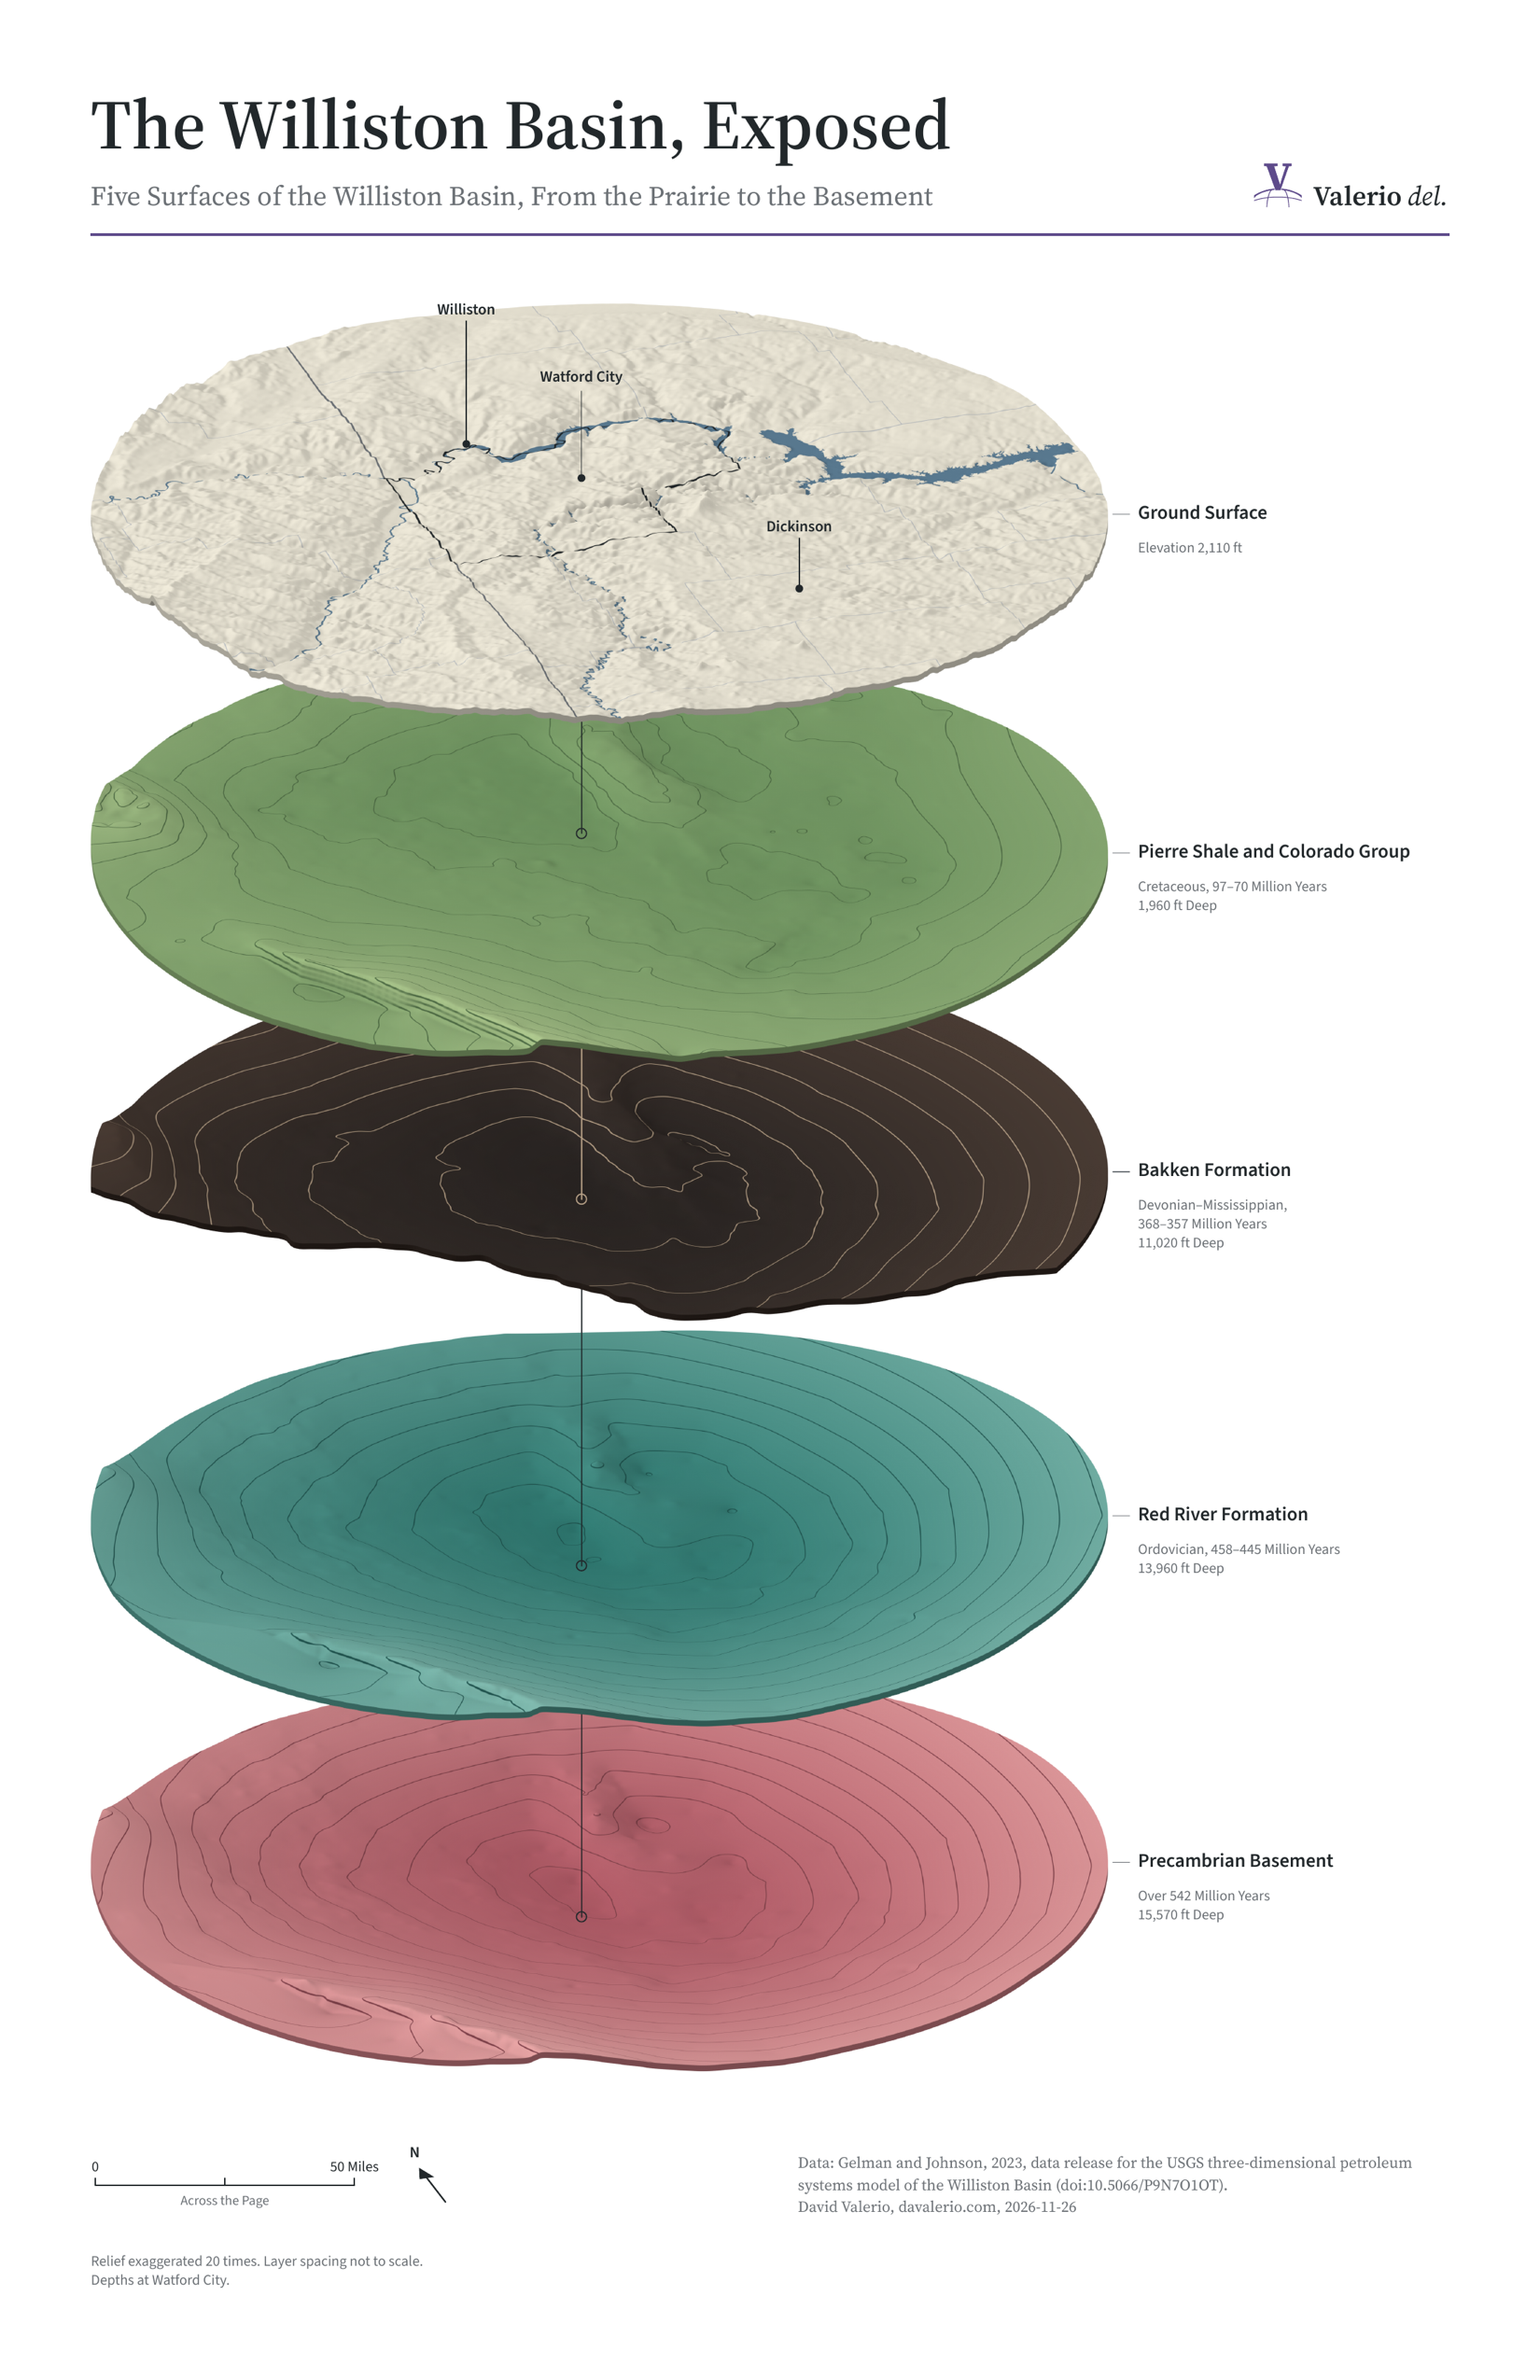 The Williston Basin, Exposed
Five Surfaces of the Williston Basin, From the Prairie to the Basement
V
Valerio del.
Williston
Watford City
Dickinson
Ground Surface
Elevation 2,110 ft
Pierre Shale and Colorado Group
Cretaceous, 97–70 Million Years
1,960 ft Deep
Bakken Formation
Devonian–Mississippian,
368–357 Million Years
11,020 ft Deep
Red River Formation
Ordovician, 458–445 Million Years
13,960 ft Deep
Precambrian Basement
Over 542 Million Years
15,570 ft Deep
0
50 Miles
Across the Page
N
Data: Gelman and Johnson, 2023, data release for the USGS three-dimensional petroleum
systems model of the Williston Basin (doi:10.5066/P9N7O1OT).
David Valerio, davalerio.com, 2026-11-26
Relief exaggerated 20 times. Layer spacing not to scale.
Depths at Watford City.